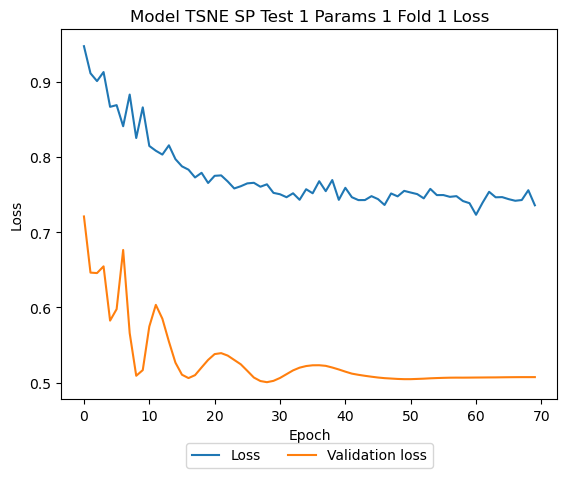 Model TSNE SP Test 1 Params 1 Fold 1 Loss
Loss
0.9
0.8
0.7
0.6
0.5
0 10 20 30 40 50 60 70
Epoch
Loss Validation loss